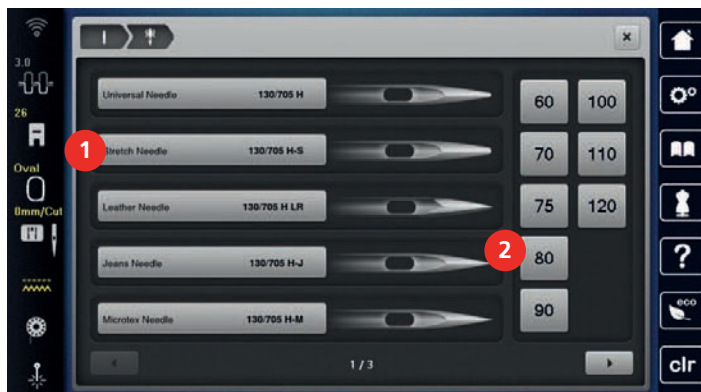 3.0
26
Oval
0mm/Cut
Universal Needle 130/705 H
Stretch Needle 130/705 H-S
Leather Needle 130/705 H LR
Jeans Needle 130/705 H-J
Microtex Needle 130/705 H-M
1
2
60 100
70 110
75 120
80
90
1 / 3
?
eco
clr